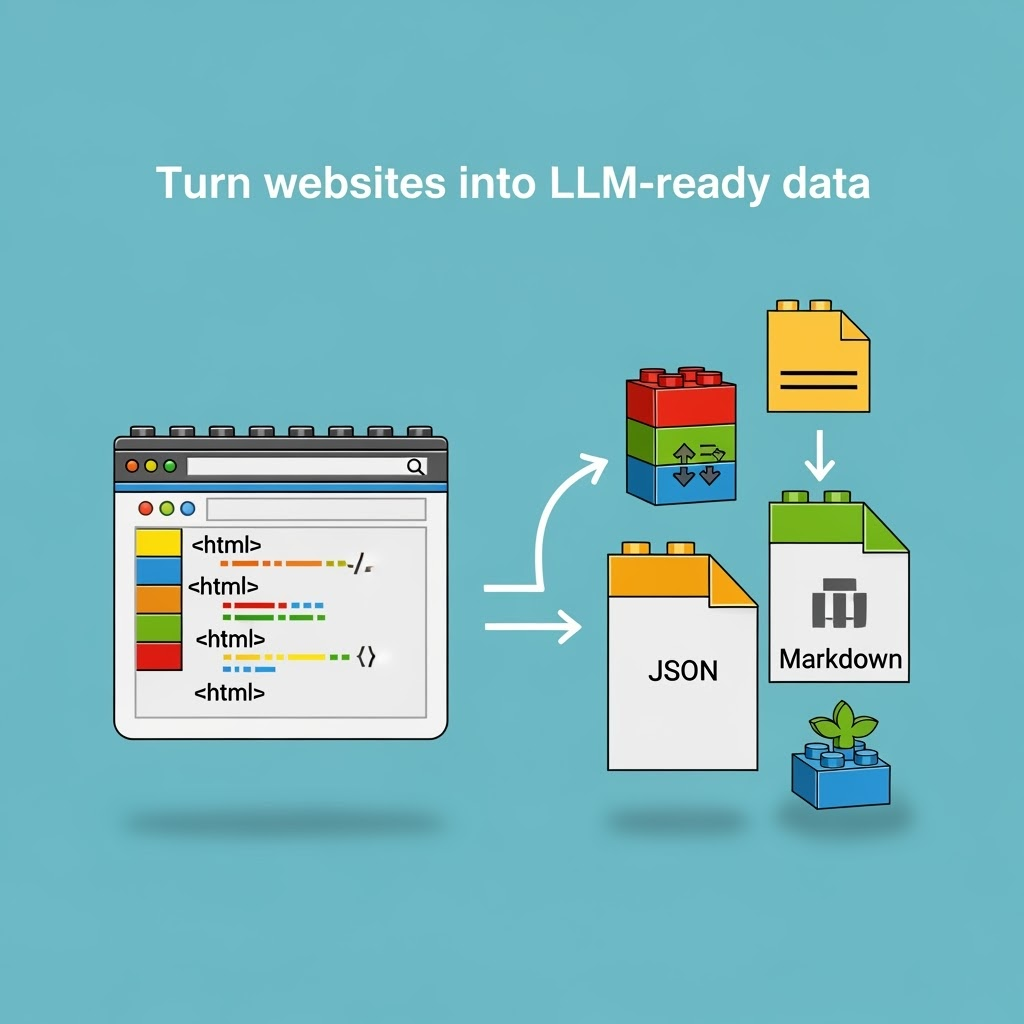 Turn websites into LLM-ready data
<html>
<html>
<html>
<>
<html>
JSON
Markdown